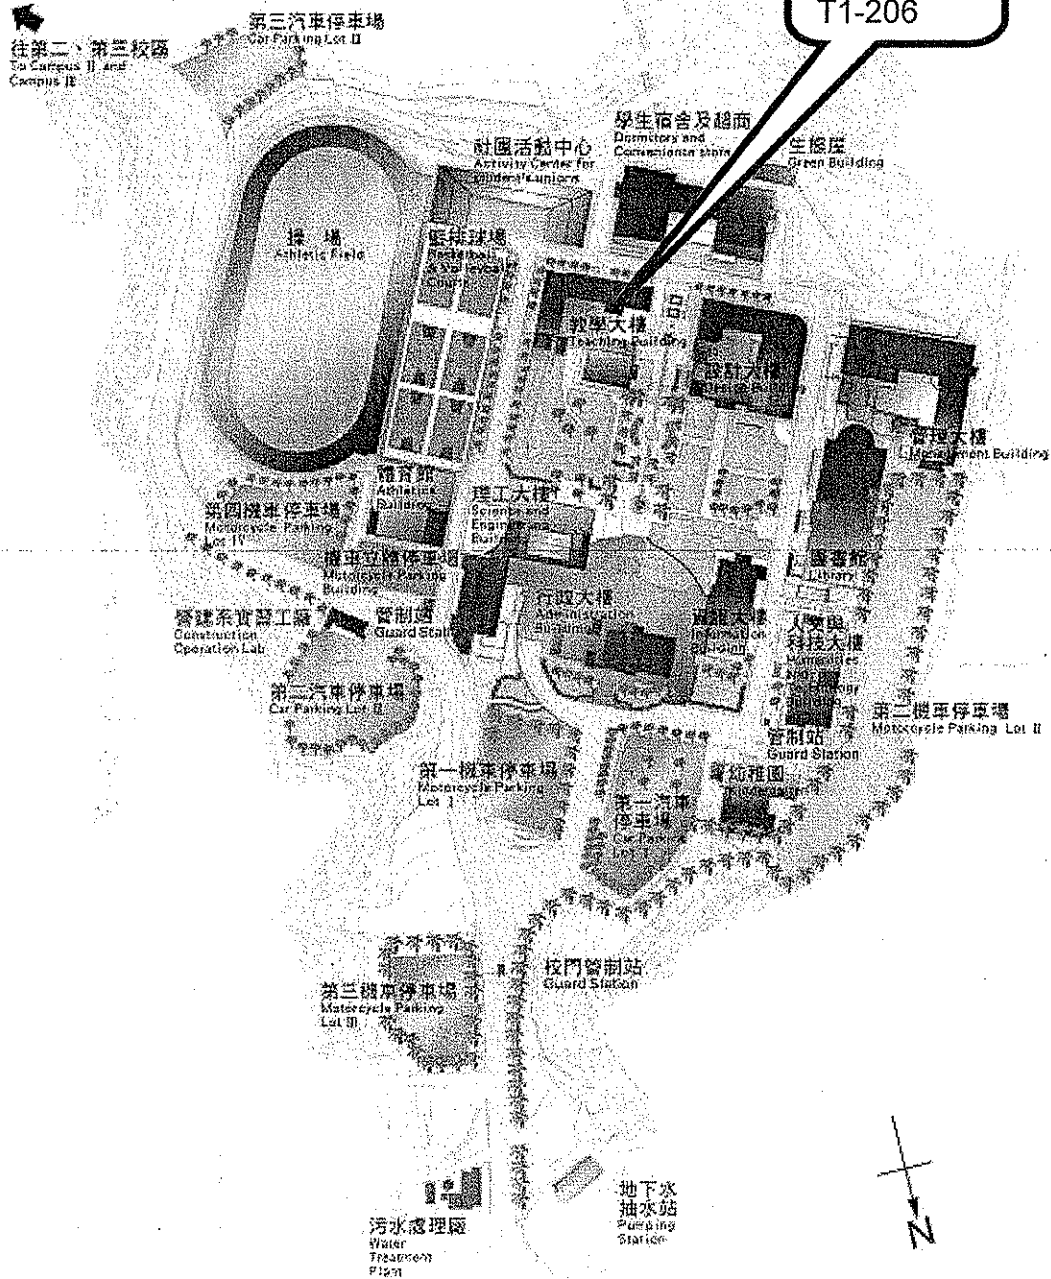 T1-206
往第二、第三校區
To Campus II and
Campus III
第三汽車停車場
Car Parking Lot II
學生宿舍及超商
Dormitory and
Convenience store
生態屋
Green Building
社團活動中心
Activity Center for
student's unions
操 場
Athletic Field
籃排球場
Basketball
& Volleyball
Court
教學大樓
Teaching Building
設計大樓
管理大樓
Management Building
體育館
Athletics
Building
理工大樓
Science and
Engineering
Building
第四機車停車場
Motorcycle Parking
Lot IV
機車立體停車場
Motorcycle Parking
Building
圖書館
Library
營建系實習工廠
Construction
Operation Lab
管制站
Guard Station
行政大樓
Administration
Building
資訊大樓
Information
Building
人文與
科技大樓
Humanities
第二汽車停車場
Car Parking Lot II
第二機車停車場
Motorcycle Parking Lot II
管制站
Guard Station
第一機車停車場
Motorcycle Parking
Lot I
幼稚園
第一汽車
停車場
Car Parking
Lot I
校門管制站
Guard Station
第三機車停車場
Motorcycle Parking
Lot III
污水處理廠
Water
Treatment
Plant
地下水
抽水站
Pumping
Station
N